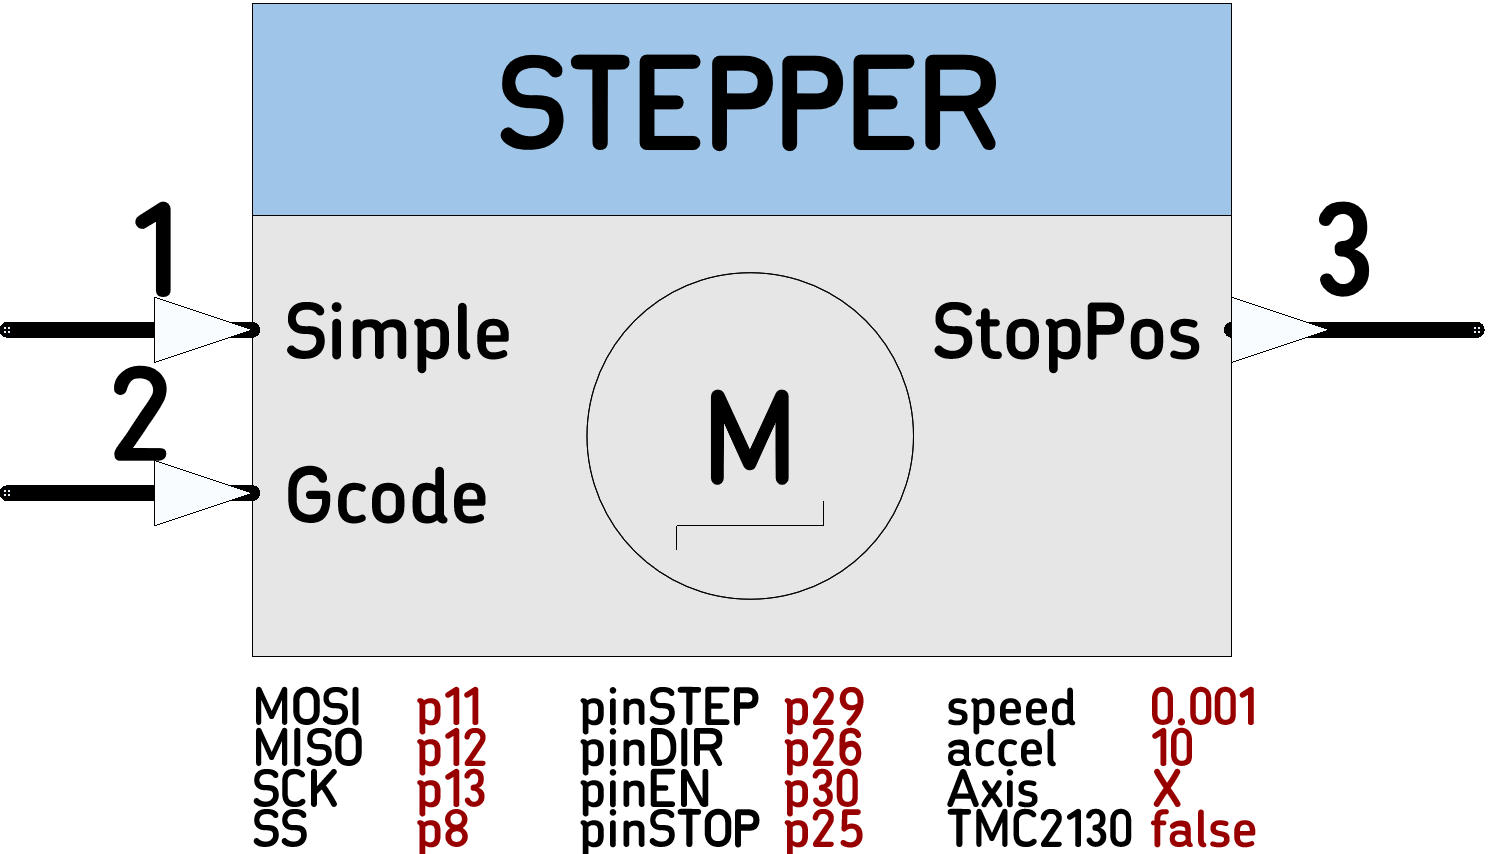 STEPPER
1
3
Simple
StopPos
2
M
Gcode
MOSI p11 pinSTEP p29 speed 0.001
MISO p12 pinDIR p26 accel 10
SCK p13 pinEN p30 Axis X
SS p8 pinSTOP p25 TMC2130 false